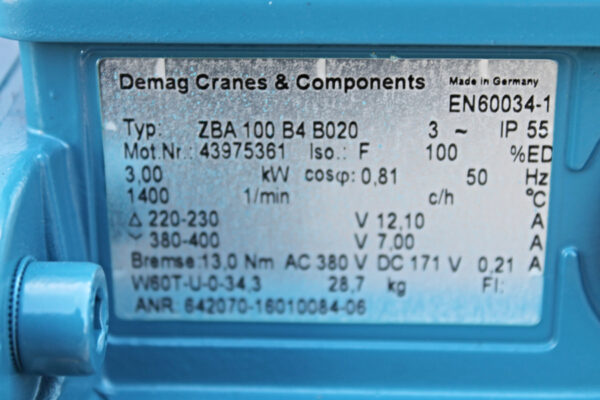 Demag Cranes & Components Made in Germany
EN60034-1
Typ: ZBA 100 B4 B020 3 ~ IP 55
Mot.Nr.: 43975361 Iso.: F 100 %ED
3,00 kW cosφ: 0,81 50 Hz
1400 1/min c/h °C
Δ 220-230 V 12,10 A
Y 380-400 V 7,00 A
Bremse:13,0 Nm AC 380 V DC 171 V 0,21 A
W60T-U-0-34,3 28,7 kg FI:
ANR: 642070-16010084-06